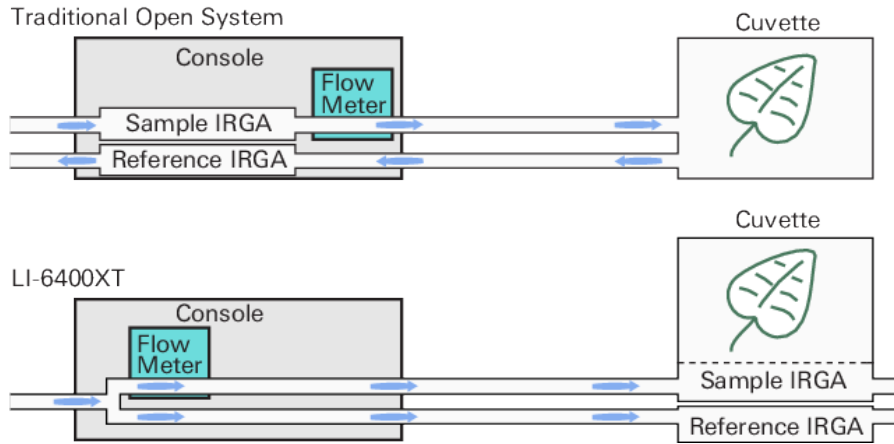 Traditional Open System
Cuvette
Console
Flow
Meter
Sample IRGA
Reference IRGA
Cuvette
LI-6400XT
Console
Flow
Meter
Sample IRGA
Reference IRGA